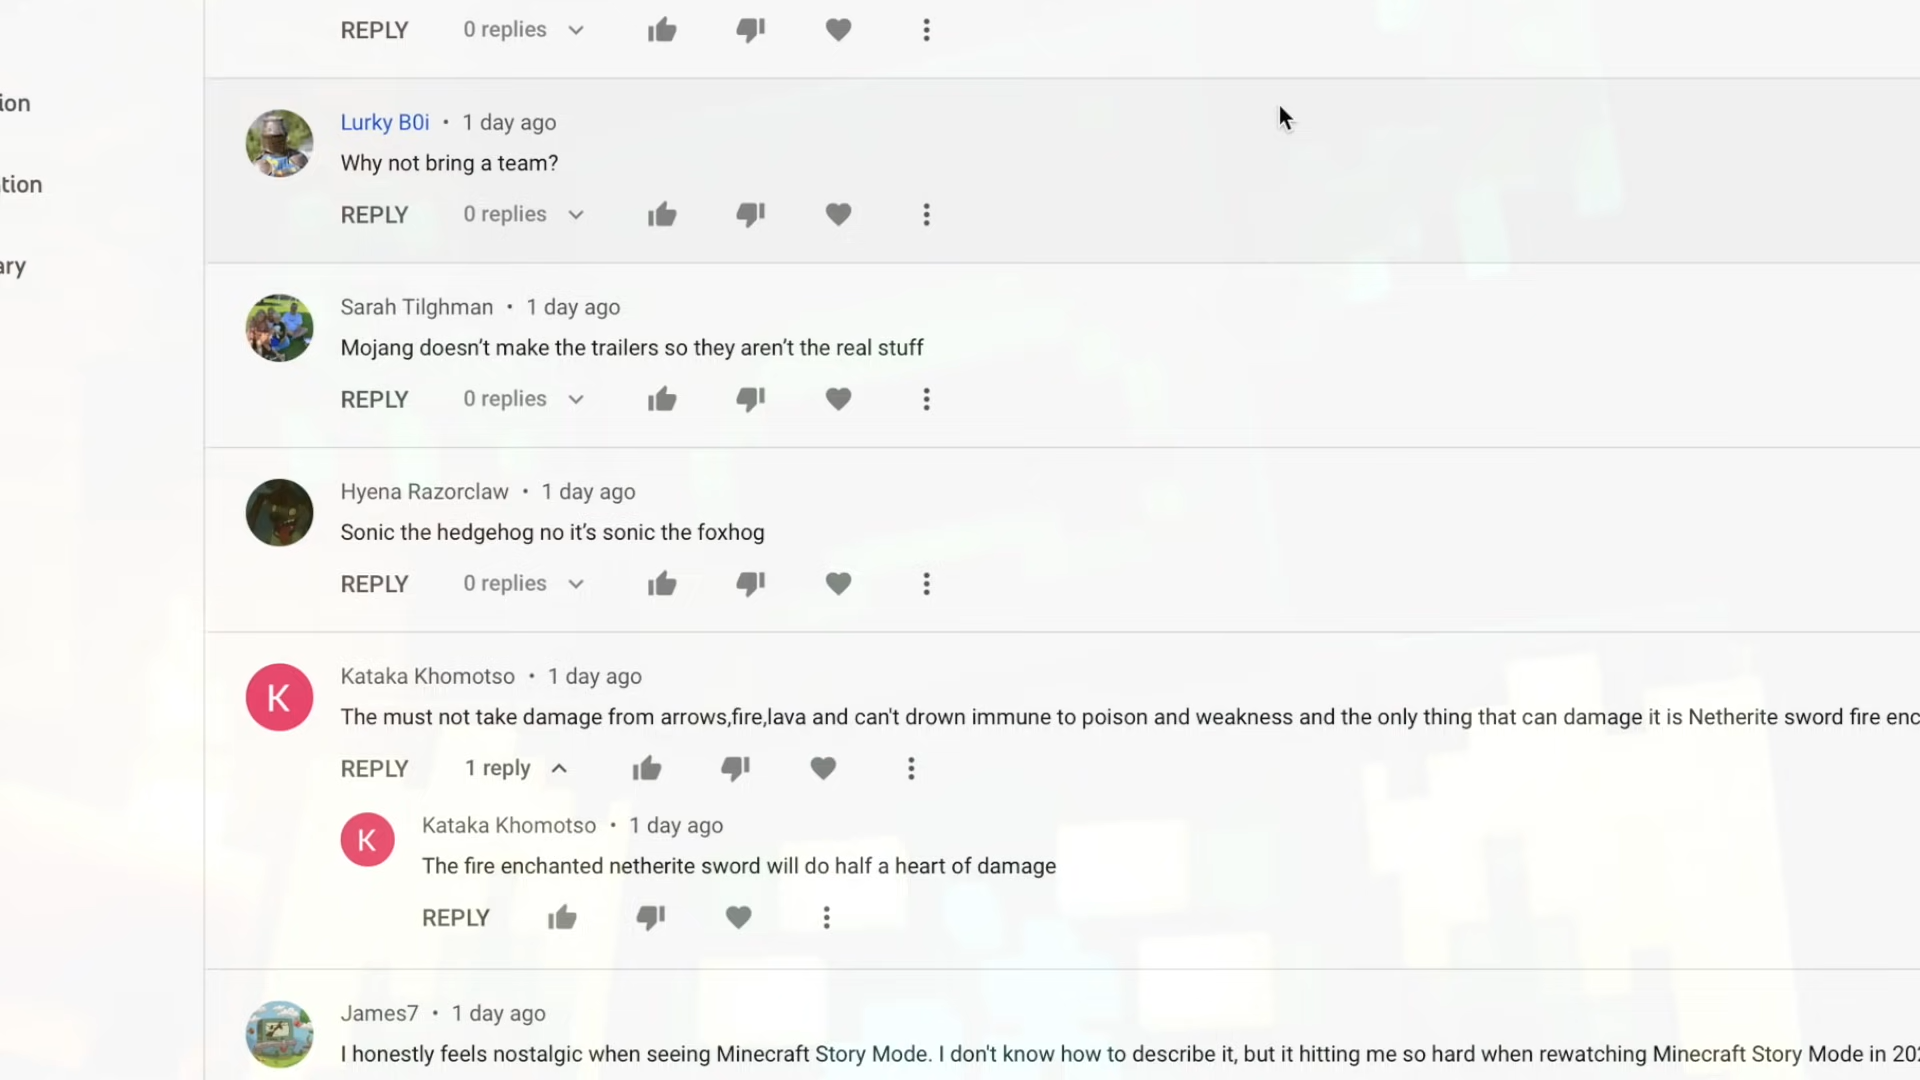 REPLY 0 replies
ion
Lurky B0i • 1 day ago
Why not bring a team?
tion
REPLY 0 replies
ary
Sarah Tilghman • 1 day ago
Mojang doesn’t make the trailers so they aren’t the real stuff
REPLY 0 replies
Hyena Razorclaw • 1 day ago
Sonic the hedgehog no it’s sonic the foxhog
REPLY 0 replies
K
Kataka Khomotso • 1 day ago
The must not take damage from arrows,fire,lava and can't drown immune to poison and weakness and the only thing that can damage it is Netherite sword fire enc
REPLY 1 reply
K
Kataka Khomotso • 1 day ago
The fire enchanted netherite sword will do half a heart of damage
REPLY
James7 • 1 day ago
I honestly feels nostalgic when seeing Minecraft Story Mode. I don't know how to describe it, but it hitting me so hard when rewatching Minecraft Story Mode in 202